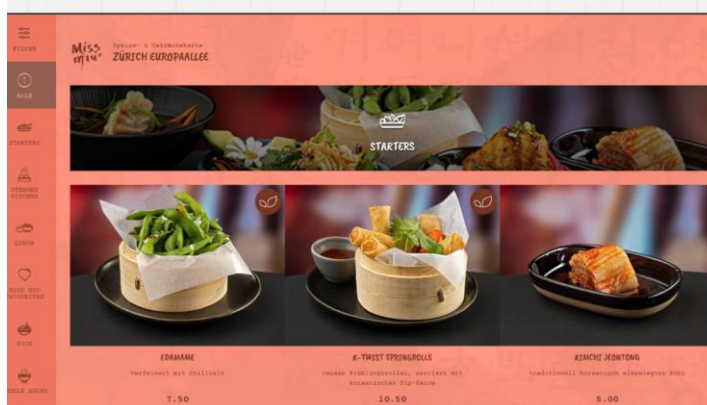 FILTER
ALLE
STARTERS
STEAMED
KITCHEN
LUNCH
MISS MIU
FAVOURITES
RICE
Miss
miu
Speise- & Getränkekarte
ZÜRICH EUROPAALLEE
STARTERS
EDAMAME
verfeinert mit Chilisalz
7.50
K-TWIST SPRINGROLLS
vegane Frühlingsrollen, serviert mit
koreanischer Dip-Sauce
10.50
KIMCHI JEONTONG
traditionell koreanisch eingelegter Kohl
5.00